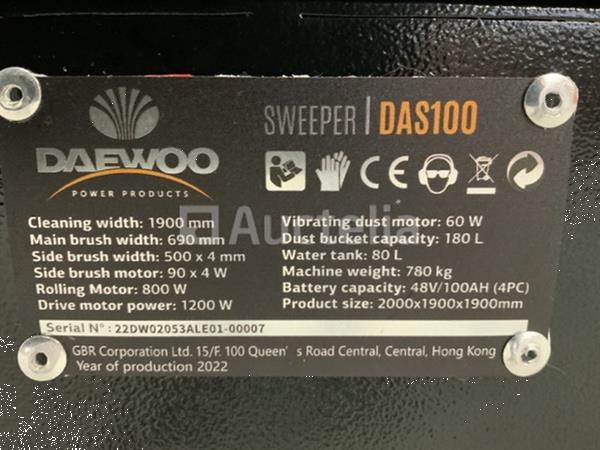 DAEWOO
POWER PRODUCTS
SWEEPER | DAS100
CE
Cleaning width: 1900 mm
Main brush width: 690 mm
Side brush width: 500 x 4 mm
Side brush motor: 90 x 4 W
Rolling Motor: 800 W
Drive motor power: 1200 W
Vibrating dust motor: 60 W
Dust bucket capacity: 180 L
Water tank: 80 L
Machine weight: 780 kg
Battery capacity: 48V/100AH (4PC)
Product size: 2000x1900x1900mm
Auctelia
Serial N°: 22DW02053ALE01-00007
GBR Corporation Ltd. 15/F. 100 Queen's Road Central, Central, Hong Kong
Year of production 2022